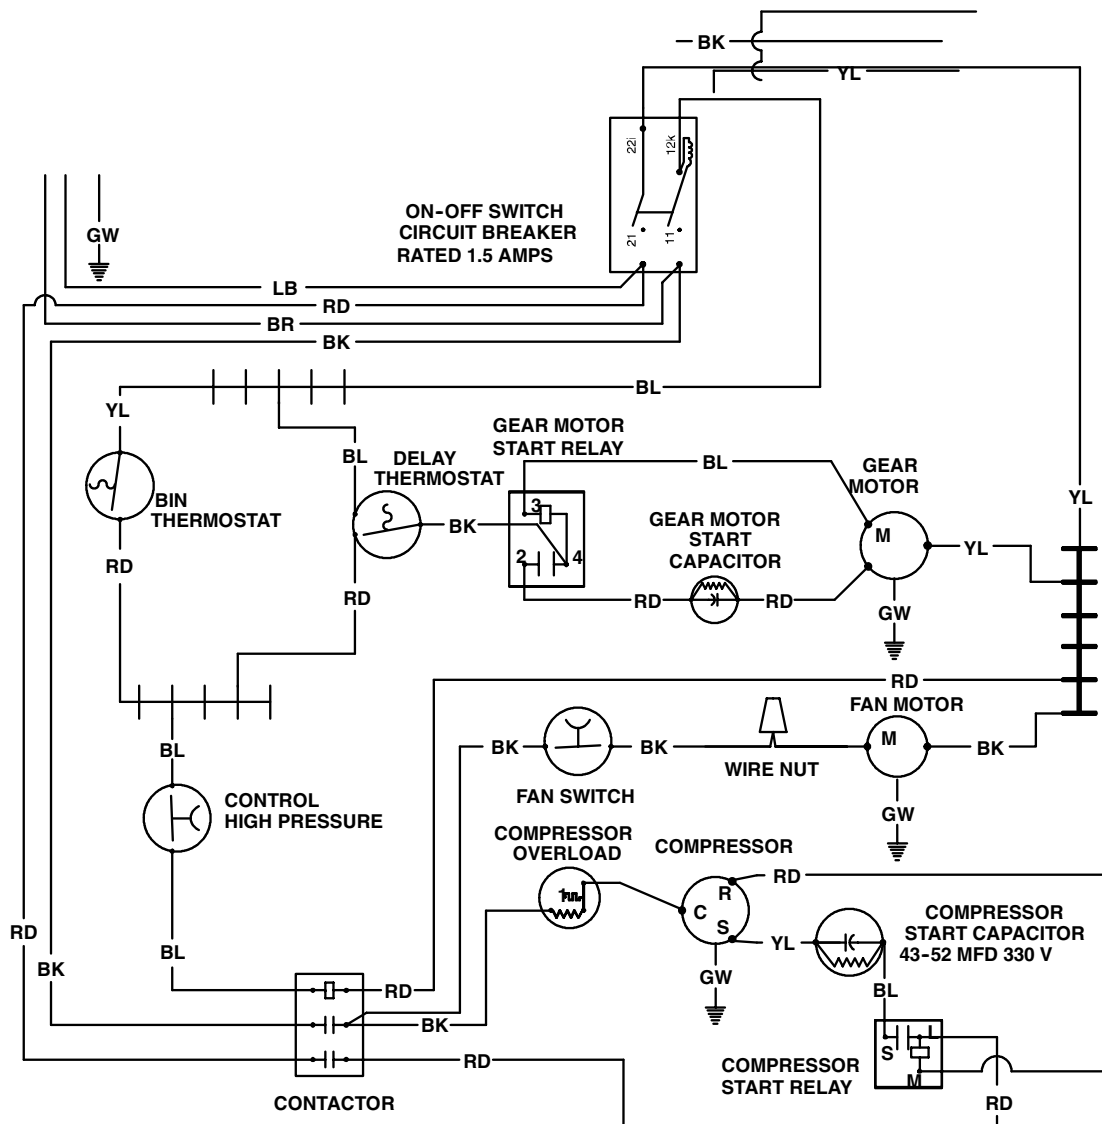 BK
YL
22i
12k
GW
ON-OFF SWITCH
CIRCUIT BREAKER
RATED 1.5 AMPS
21
11
LB
RD
BR
BK
BL
YL
GEAR MOTOR
START RELAY
BL
DELAY
THERMOSTAT
BL
GEAR
MOTOR
BIN
THERMOSTAT
3
YL
BK
GEAR MOTOR
START
CAPACITOR
M
YL
2
4
RD
RD
RD
RD
GW
RD
FAN MOTOR
BL
BK
BK
M
BK
WIRE NUT
FAN SWITCH
CONTROL
HIGH PRESSURE
GW
COMPRESSOR
OVERLOAD
COMPRESSOR
RD
R
C
S
COMPRESSOR
START CAPACITOR
43-52 MFD 330 V
RD
BL
YL
BK
GW
RD
BL
BK
S
L
M
RD
COMPRESSOR
START RELAY
CONTACTOR
RD